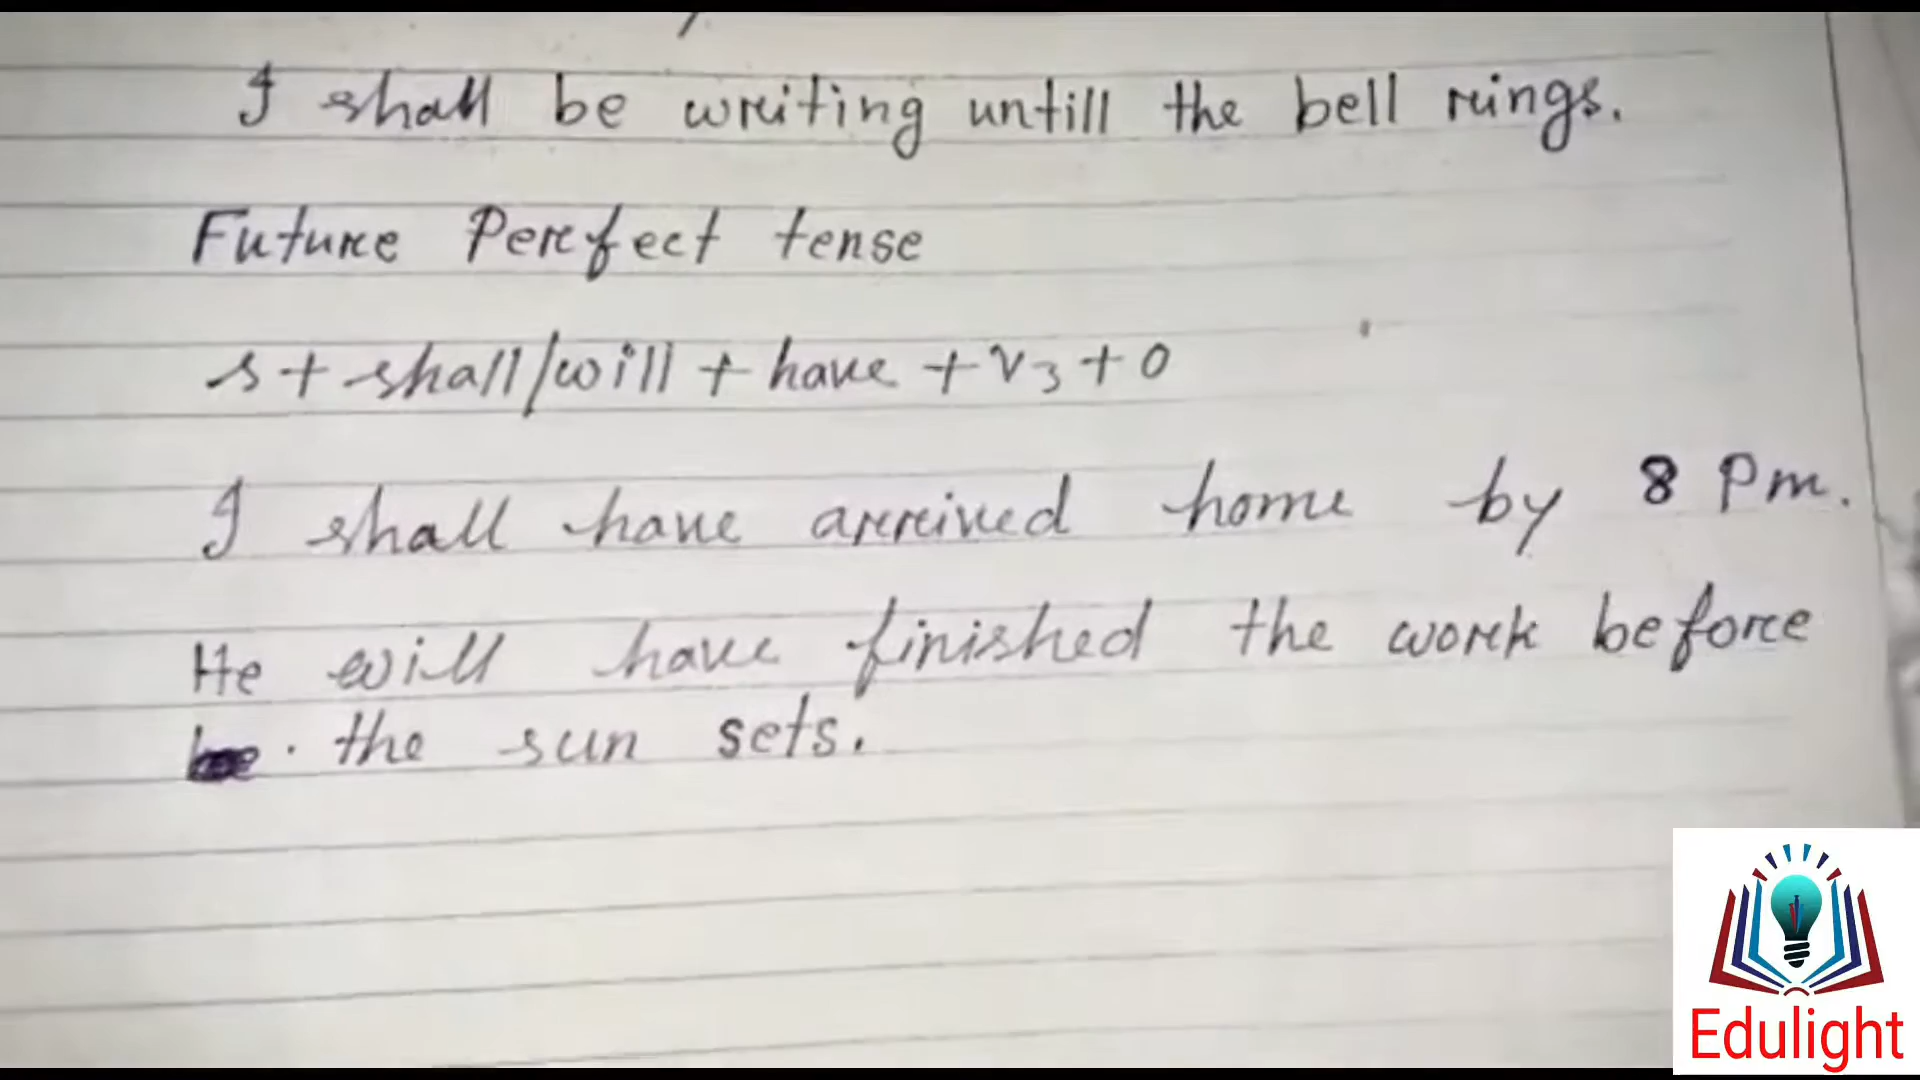 I shall be writing untill the bell rings.
Future Perfect tense
s + shall/will + have + v3 + o
I shall have arrived home by 8 Pm.
He will have finished the work before
the sun sets.
Edulight